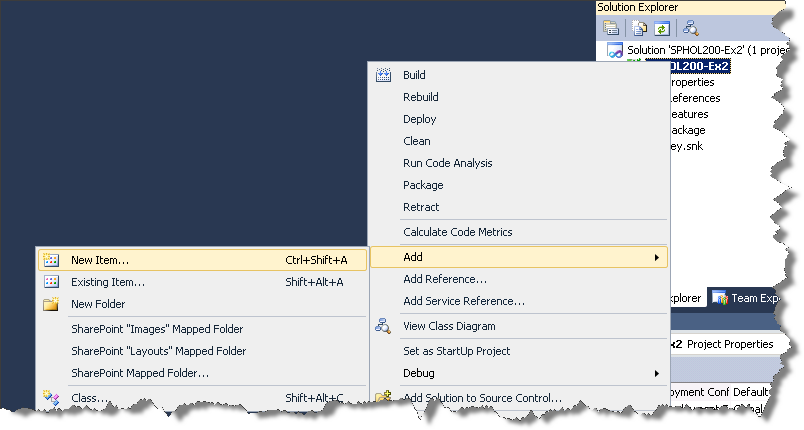 Solution Explorer
Solution 'SPHOL200-Ex2' (1 projec
HOL200-Ex2
roperties
eferences
eatures
ackage
ey.snk
Build
Rebuild
Deploy
Clean
Run Code Analysis
Package
Retract
Calculate Code Metrics
Add
Add Reference...
Add Service Reference...
View Class Diagram
Set as StartUp Project
Debug
Add Solution to Source Control...
New Item... Ctrl+Shift+A
Existing Item... Shift+Alt+A
New Folder
SharePoint "Images" Mapped Folder
SharePoint "Layouts" Mapped Folder
SharePoint Mapped Folder...
Class... Shift+Alt+C
xplorer Team Exp
x2 Project Properties
oyment Conf Default